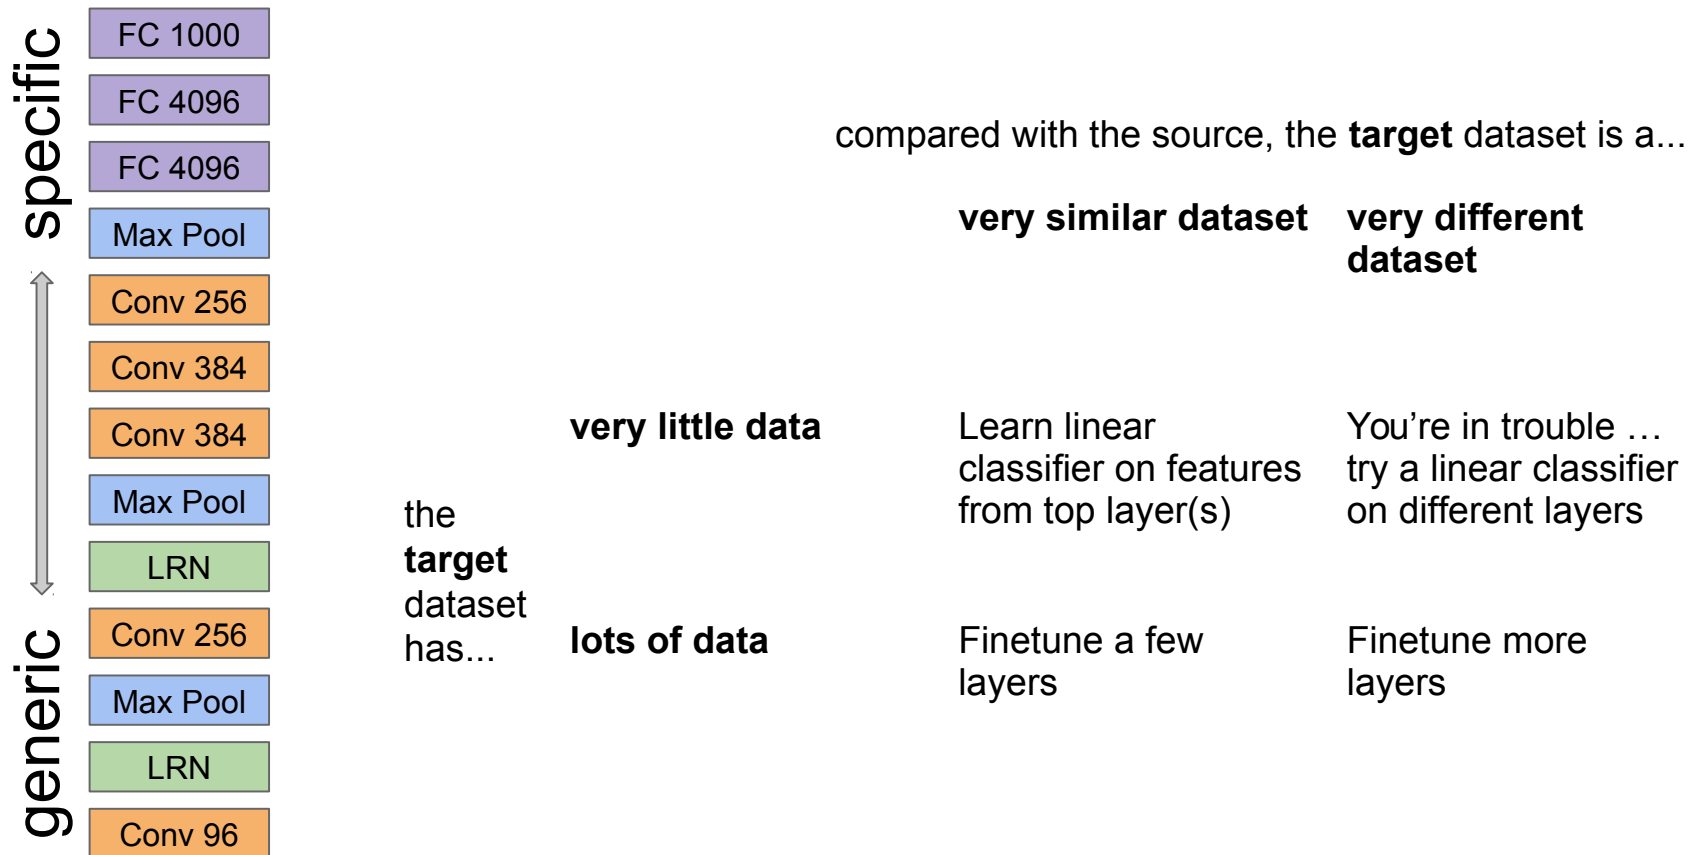 specific
generic
FC 1000
FC 4096
FC 4096
Max Pool
Conv 256
Conv 384
Conv 384
Max Pool
LRN
Conv 256
Max Pool
LRN
Conv 96
compared with the source, the target dataset is a...
very similar dataset
very different
dataset
the
target
dataset
has...
very little data
Learn linear
classifier on features
from top layer(s)
You’re in trouble …
try a linear classifier
on different layers
lots of data
Finetune a few
layers
Finetune more
layers